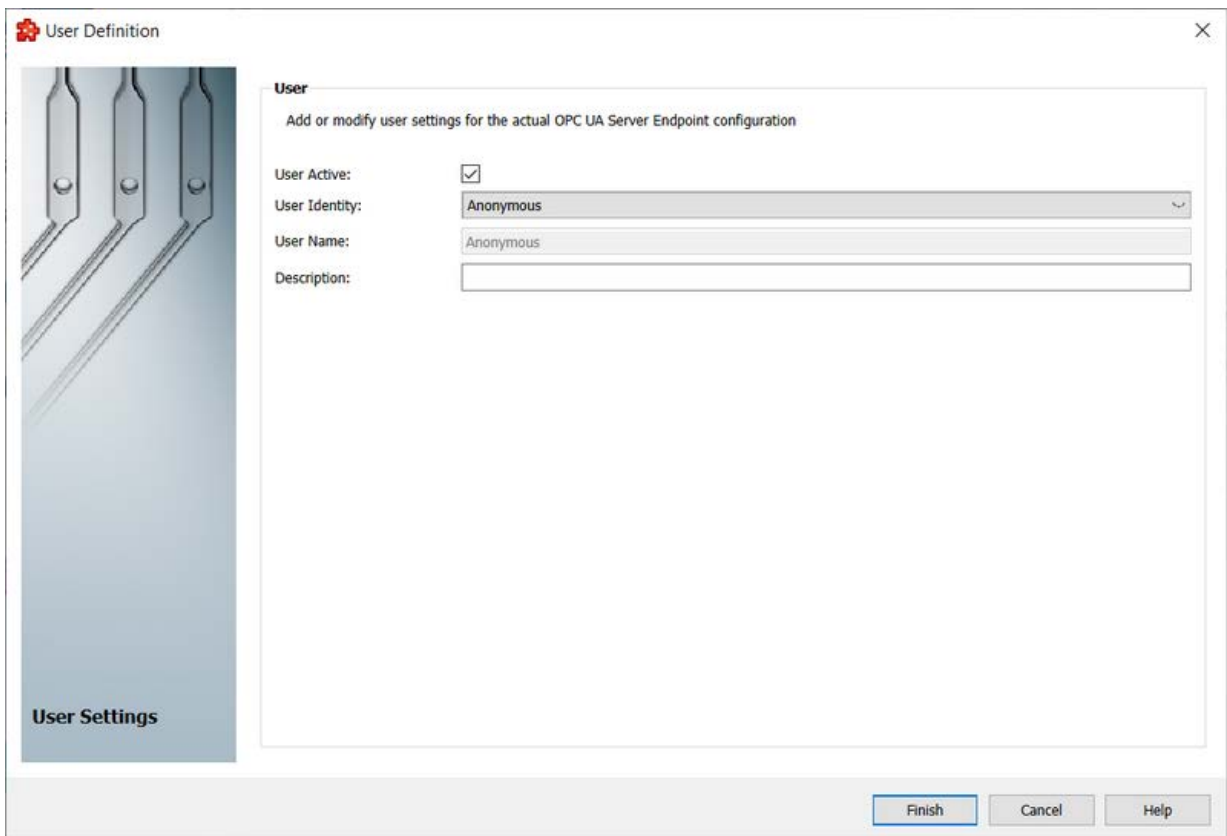 User Definition
User
Add or modify user settings for the actual OPC UA Server Endpoint configuration
User Active:
User Identity: Anonymous
User Name: Anonymous
Description:
User Settings
Finish Cancel Help